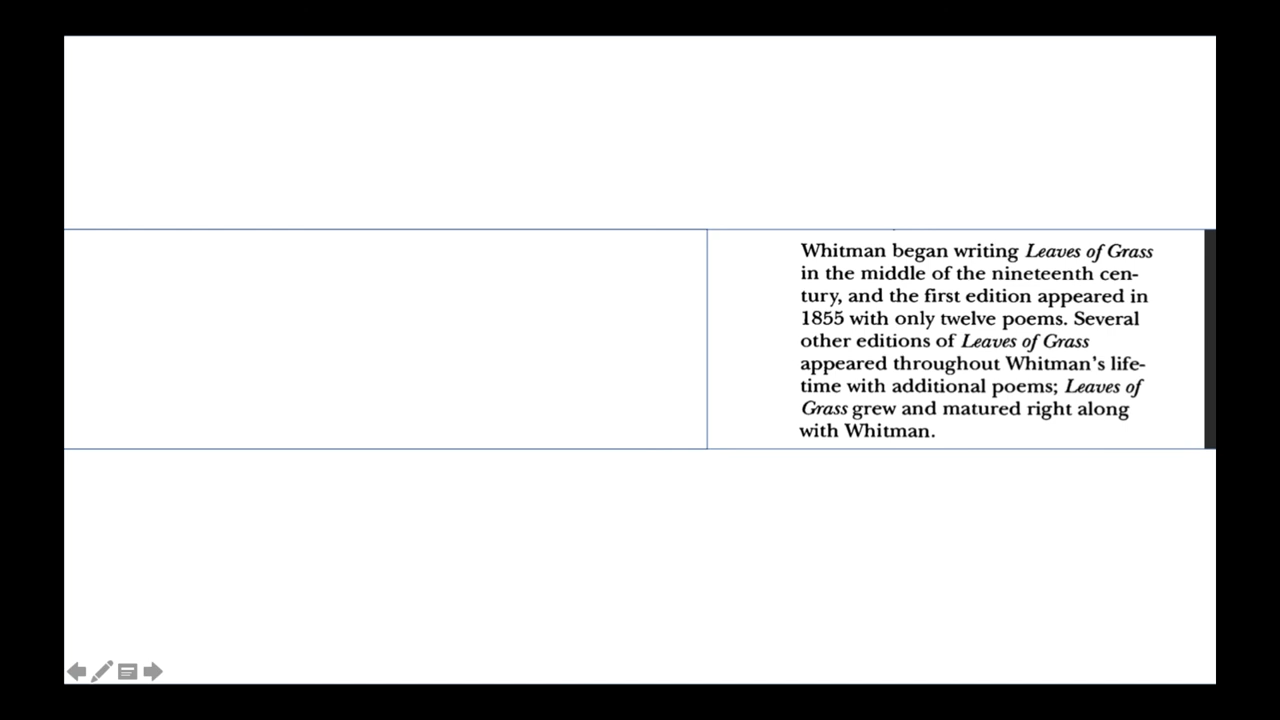 Whitman began writing Leaves of Grass
in the middle of the nineteenth cen-
tury, and the first edition appeared in
1855 with only twelve poems. Several
other editions of Leaves of Grass
appeared throughout Whitman's life-
time with additional poems; Leaves of
Grass grew and matured right along
with Whitman.